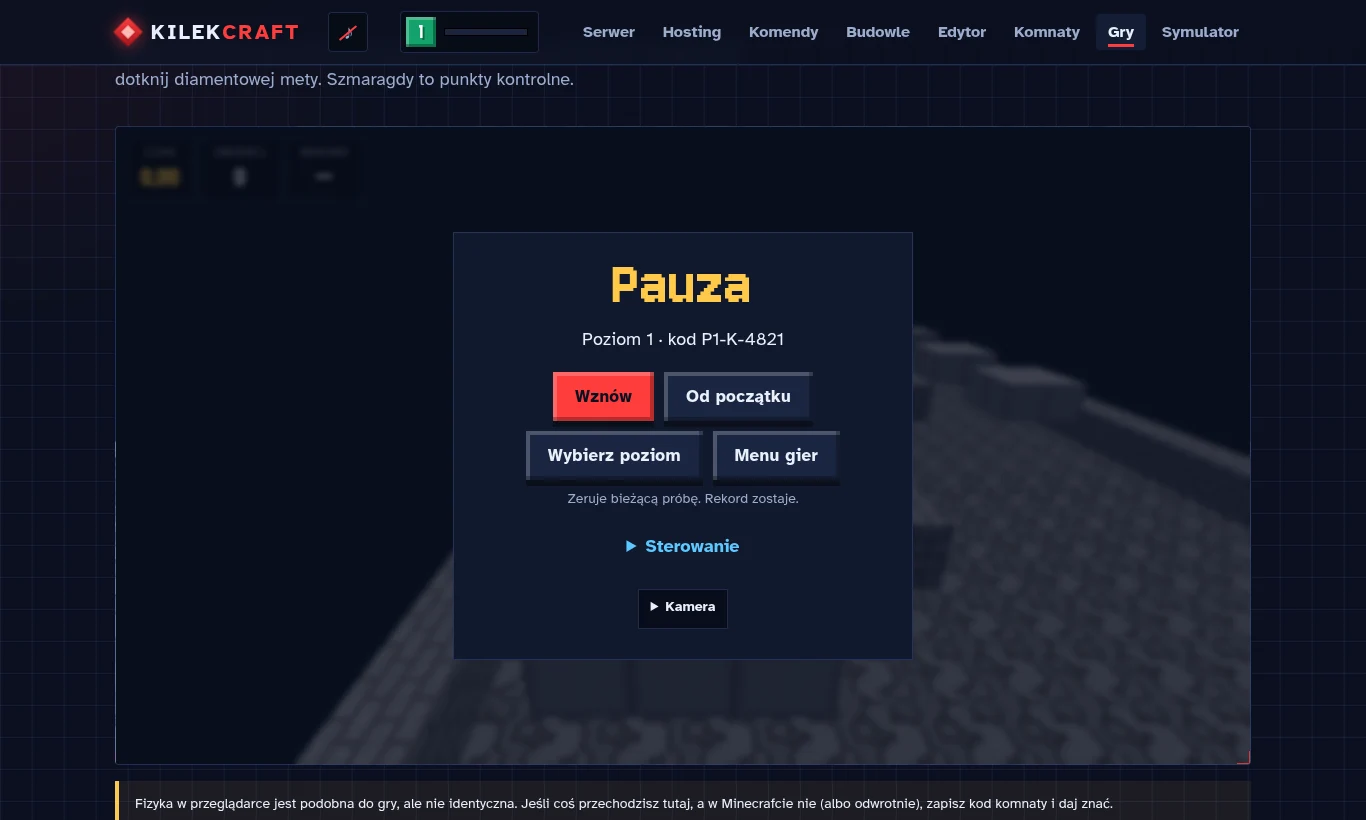 KILEKCRAFT
1
Serwer
Hosting
Komendy
Budowle
Edytor
Komnaty
Gry
Symulator
dotknij diamentowej mety. Szmaragdy to punkty kontrolne.
Pauza
Poziom 1 · kod P1-K-4821
Wznów
Od początku
Wybierz poziom
Menu gier
Zeruje bieżącą próbę. Rekord zostaje.
Sterowanie
Kamera
Fizyka w przeglądarce jest podobna do gry, ale nie identyczna. Jeśli coś przechodzisz tutaj, a w Minecrafcie nie (albo odwrotnie), zapisz kod komnaty i daj znać.